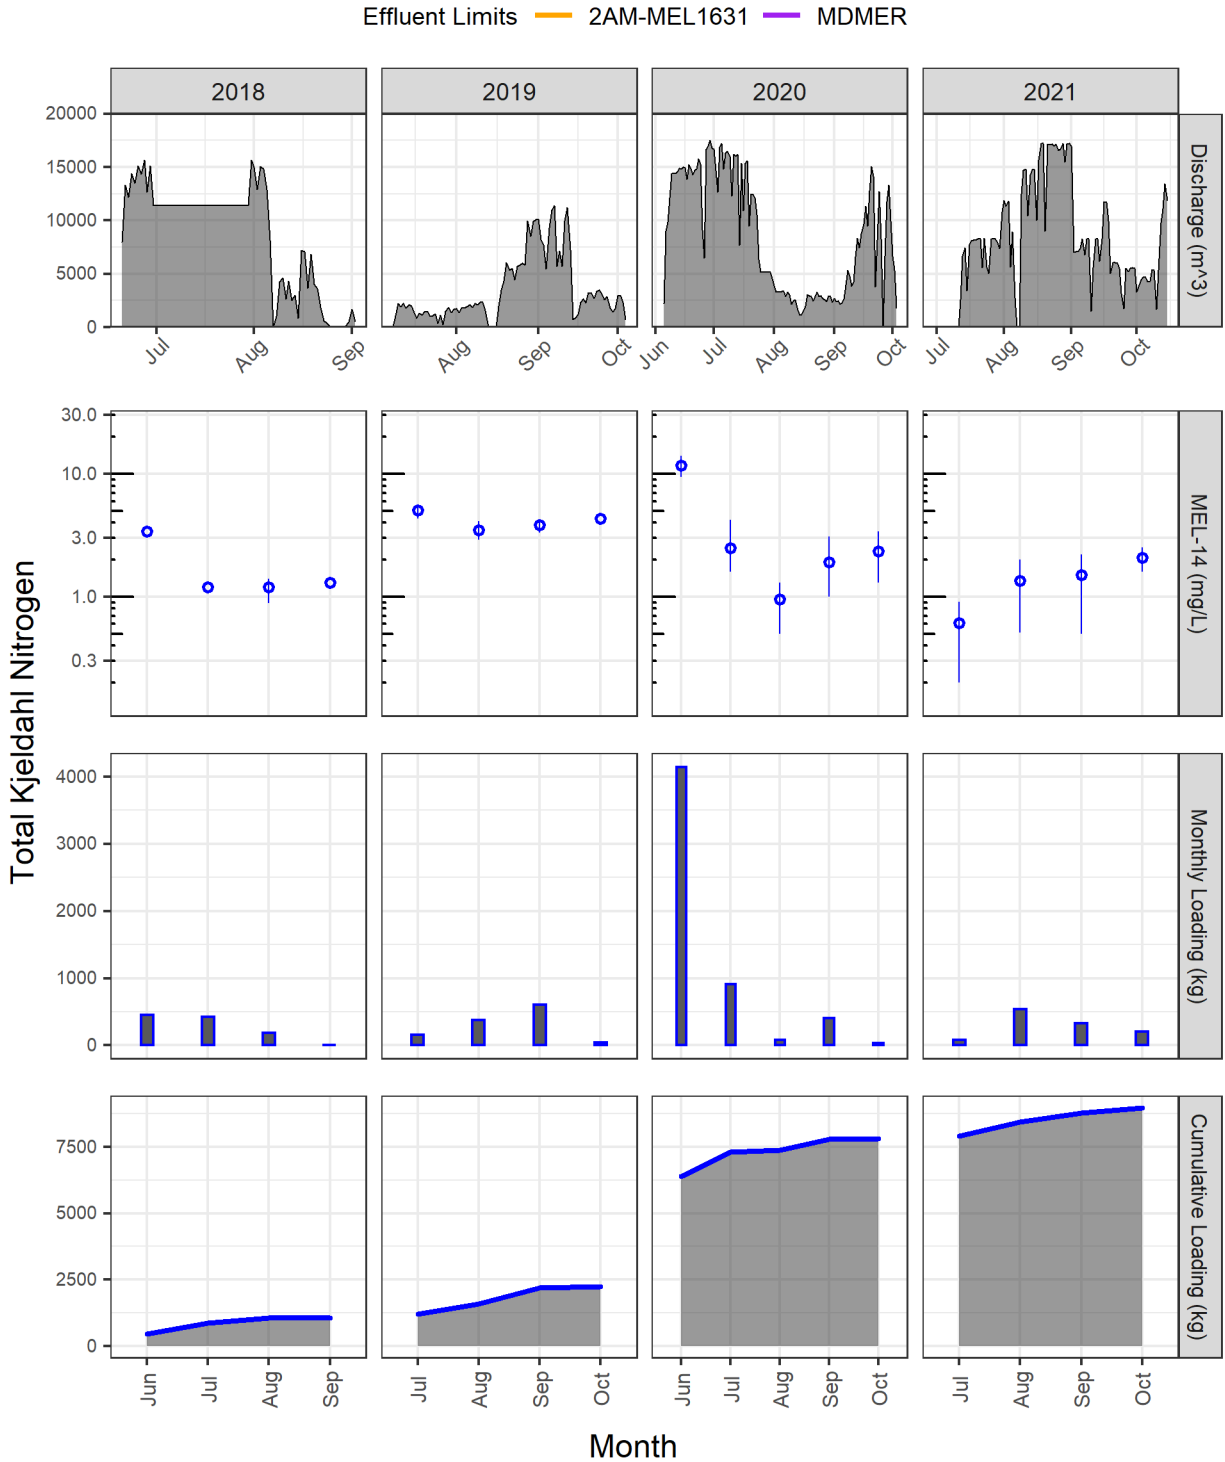 Effluent Limits 2AM-MEL1631 MDMER
2018 2019 2020 2021
20000
15000
10000
5000
0
Discharge (m^3)
Jul Aug Sep Aug Sep Oct Jun Jul Aug Sep Oct Jul Aug Sep Oct
30.0
10.0
3.0
1.0
0.3
MEL-14 (mg/L)
Total Kjeldahl Nitrogen
4000
3000
2000
1000
0
Monthly Loading (kg)
7500
5000
2500
0
Cumulative Loading (kg)
Jun Jul Aug Sep Jul Aug Sep Oct Jun Jul Aug Sep Oct Jul Aug Sep Oct
Month